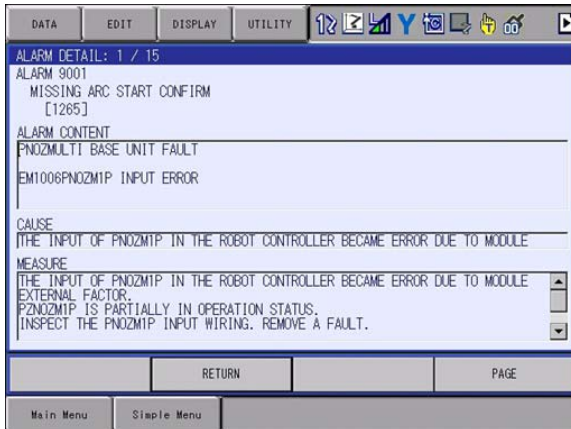 DATA
EDIT
DISPLAY
UTILITY
ALARM DETAIL: 1 / 15
ALARM 9001
MISSING ARC START CONFIRM
[1265]
ALARM CONTENT
PNOZMULTI BASE UNIT FAULT
EM1006PNOZM1P INPUT ERROR
CAUSE
THE INPUT OF PNOZM1P IN THE ROBOT CONTROLLER BECAME ERROR DUE TO MODULE
MEASURE
THE INPUT OF PNOZM1P IN THE ROBOT CONTROLLER BECAME ERROR DUE TO MODULE
EXTERNAL FACTOR.
PZNOZM1P IS PARTIALLY IN OPERATION STATUS.
INSPECT THE PNOZM1P INPUT WIRING. REMOVE A FAULT.
RETURN
PAGE
Main Menu
Simple Menu